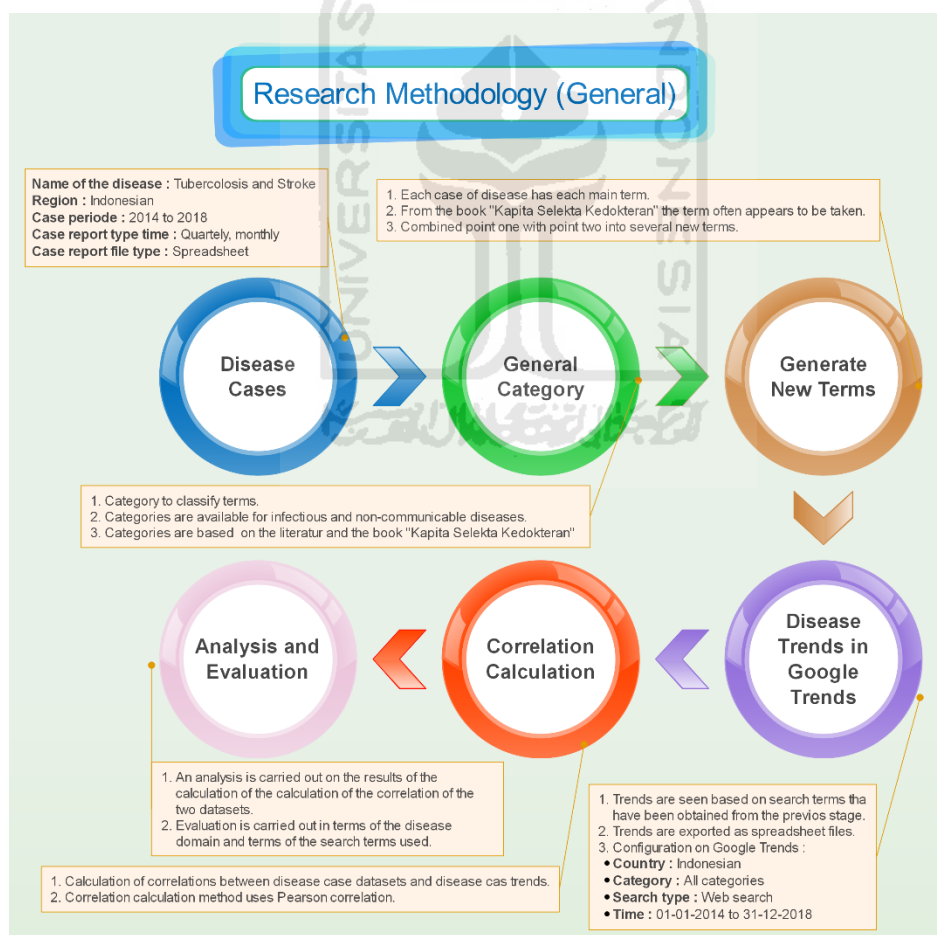 Research Methodology (General)
Name of the disease : Tubercolosis and Stroke
Region : Indonesian
Case periode : 2014 to 2018
Case report type time : Quartely, monthly
Case report file type : Spreadsheet
1. Each case of disease has each main term.
2. From the book "Kapita Selekta Kedokteran" the term often appears to be taken.
3. Combined point one with point two into several new terms.
Disease
Cases
General
Category
Generate
New Terms
1. Category to classify terms.
2. Categories are available for infectious and non-communicable diseases.
3. Categories are based on the literatur and the book "Kapita Selekta Kedokteran"
Analysis and
Evaluation
Correlation
Calculation
Disease
Trends in
Google
Trends
1. An analysis is carried out on the results of the
calculation of the calculation of the correlation of the
two datasets.
2. Evaluation is carried out in terms of the disease
domain and terms of the search terms used.
1. Calculation of correlations between disease case datasets and disease cas trends.
2. Correlation calculation method uses Pearson correlation.
1. Trends are seen based on search terms tha
have been obtained from the previos stage.
2. Trends are exported as spreadsheet files.
3. Configuration on Google Trends :
• Country : Indonesian
• Category : All categories
• Search type : Web search
• Time : 01-01-2014 to 31-12-2018
UNIVERSITAS
INDONESIA